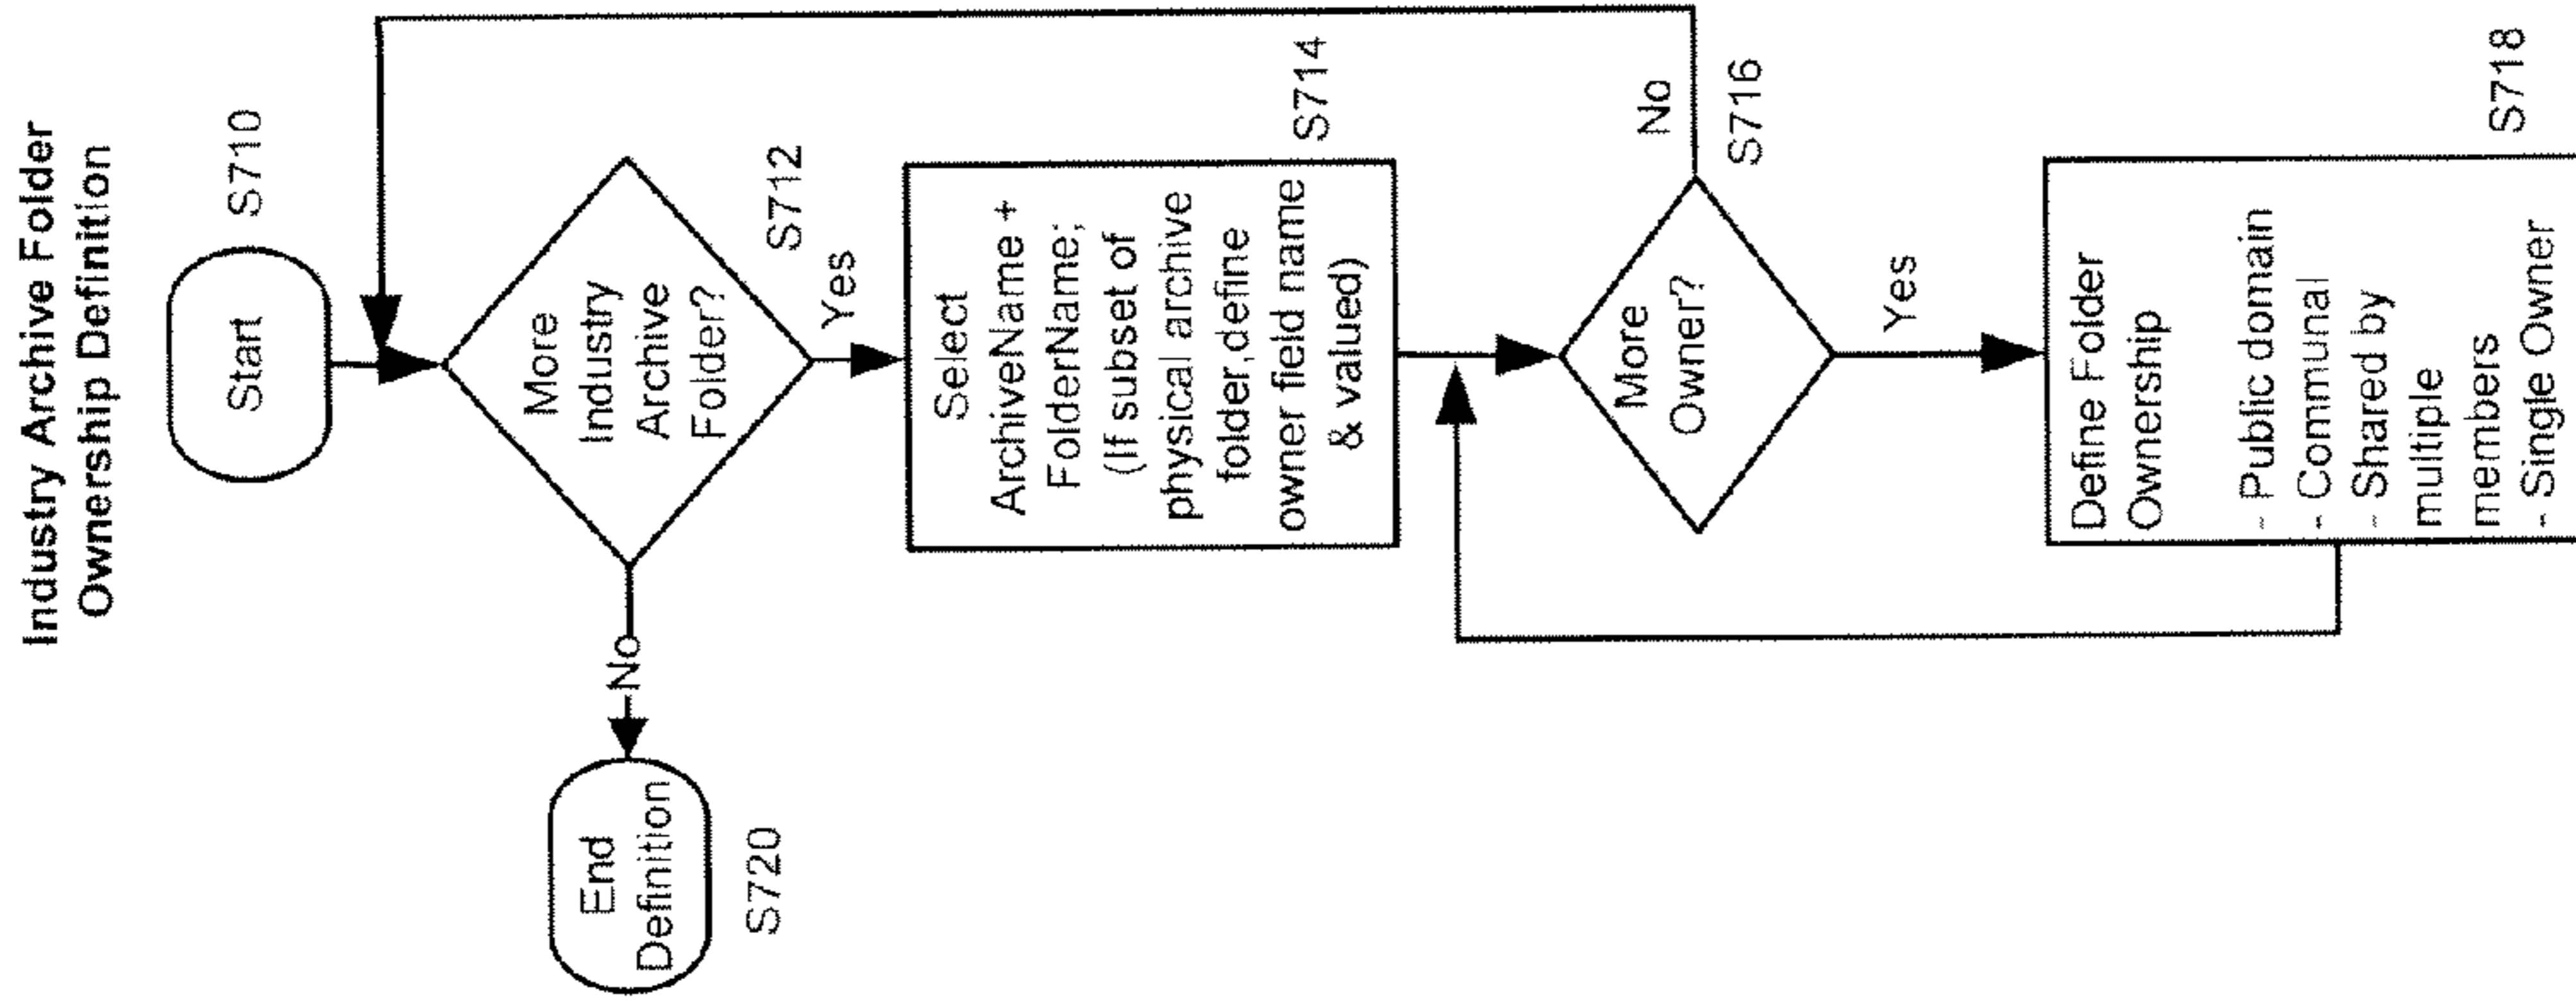 Industry Archive Folder
Ownership Definition
Start
S710
More
Industry
Archive
Folder?
S712
No
End
Definition
S720
Yes
Select
ArchiveName +
FolderName;
(If subset of
physical archive
folder,define
owner field name
& valued)
S714
More
Owner?
No
S716
Yes
Define Folder
Ownership
- Public domain
- Communal
- Shared by
multiple
members
- Single Owner
S718